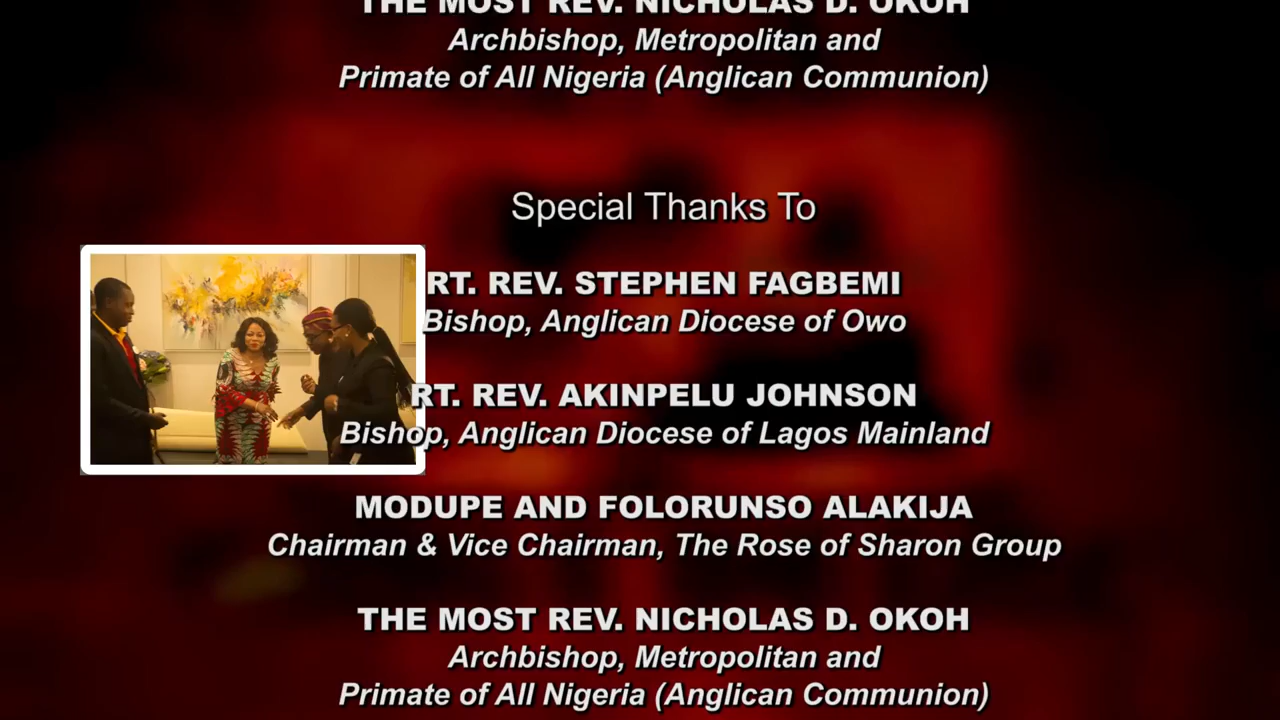 THE MOST REV. NICHOLAS D. OKOH
Archbishop, Metropolitan and
Primate of All Nigeria (Anglican Communion)
Special Thanks To
RT. REV. STEPHEN FAGBEMI
Bishop, Anglican Diocese of Owo
RT. REV. AKINPELU JOHNSON
Bishop, Anglican Diocese of Lagos Mainland
MODUPE AND FOLORUNSO ALAKIJA
Chairman & Vice Chairman, The Rose of Sharon Group
THE MOST REV. NICHOLAS D. OKOH
Archbishop, Metropolitan and
Primate of All Nigeria (Anglican Communion)